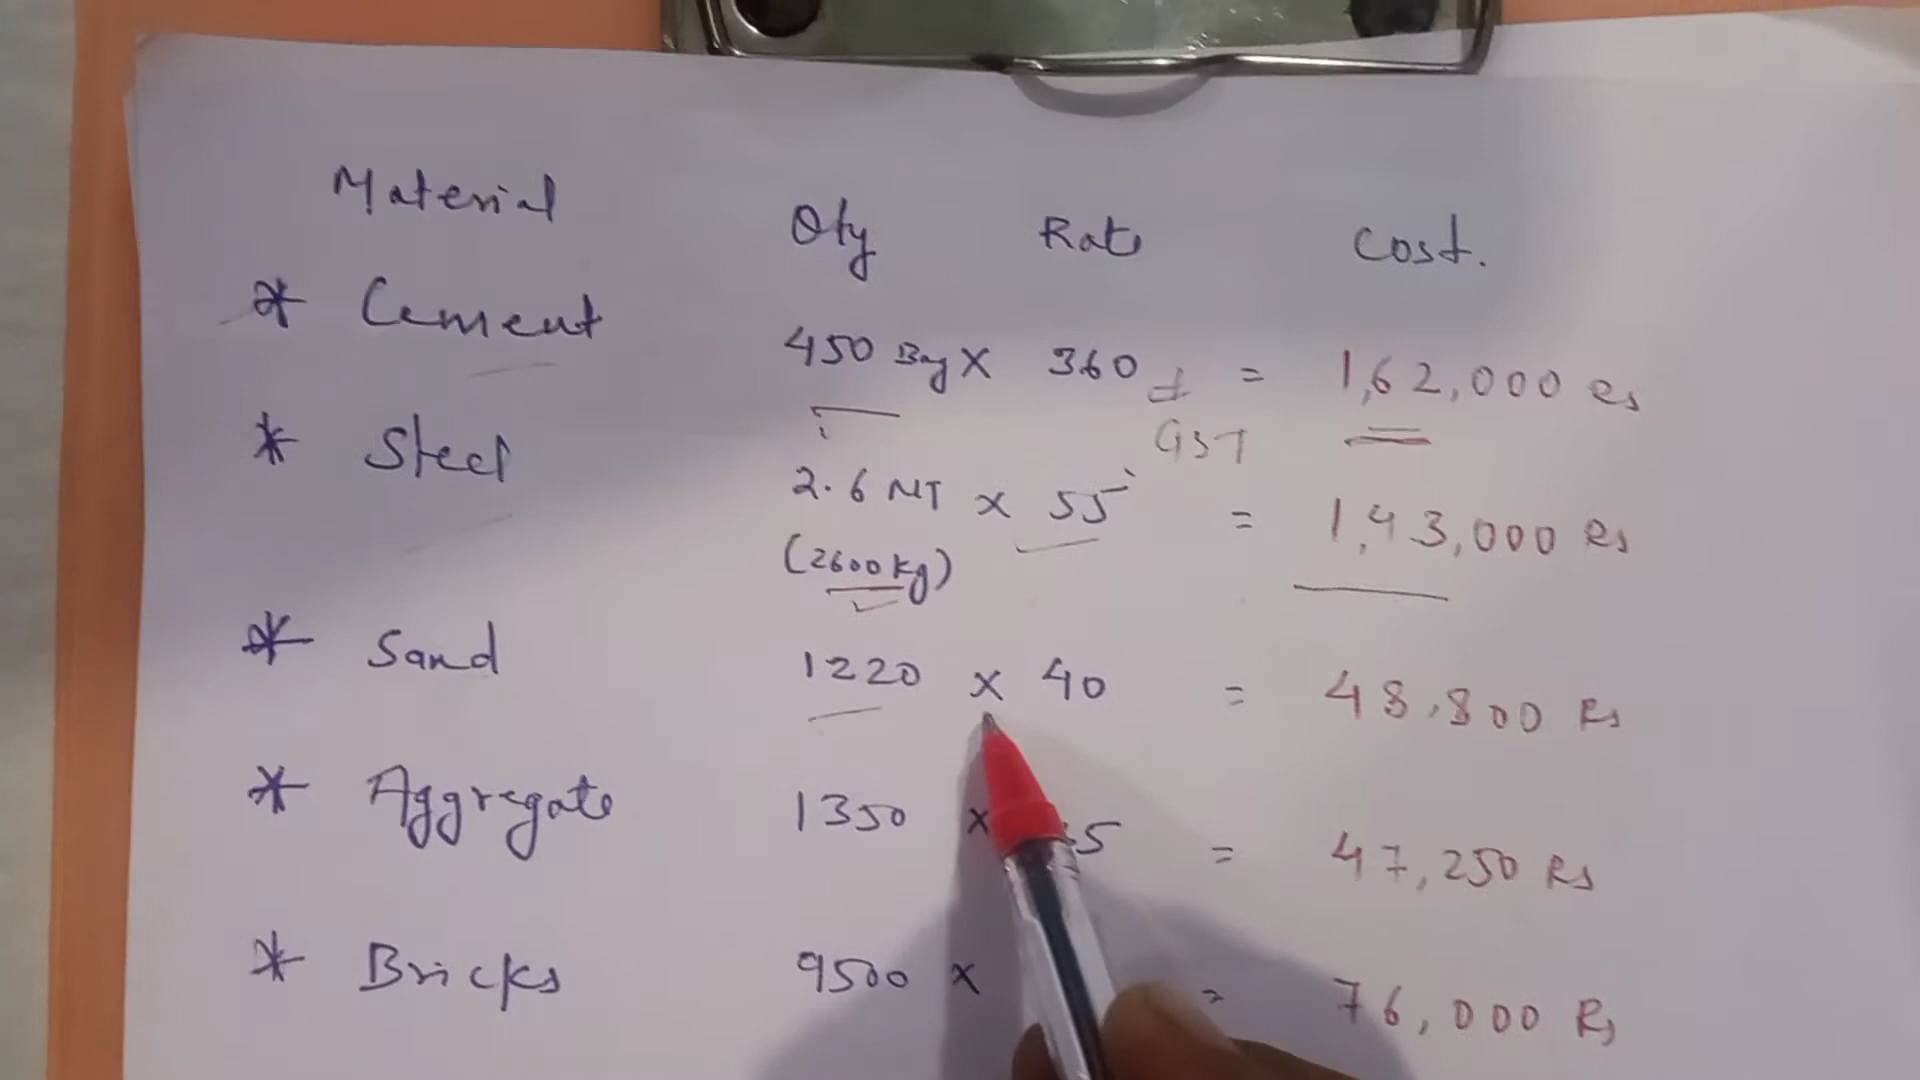 Material Qty Rate Cost.
* Cement 450 Bag X 360 + GST = 1,62,000 Rs
* Steel 2.6 MT x 55 = 1,43,000 Rs
(2600 kg)
* Sand 1220 x 40 = 48,800 Rs
* Aggregate 1350 x 5 = 47,250 Rs
* Bricks 9500 x = 76,000 Rs